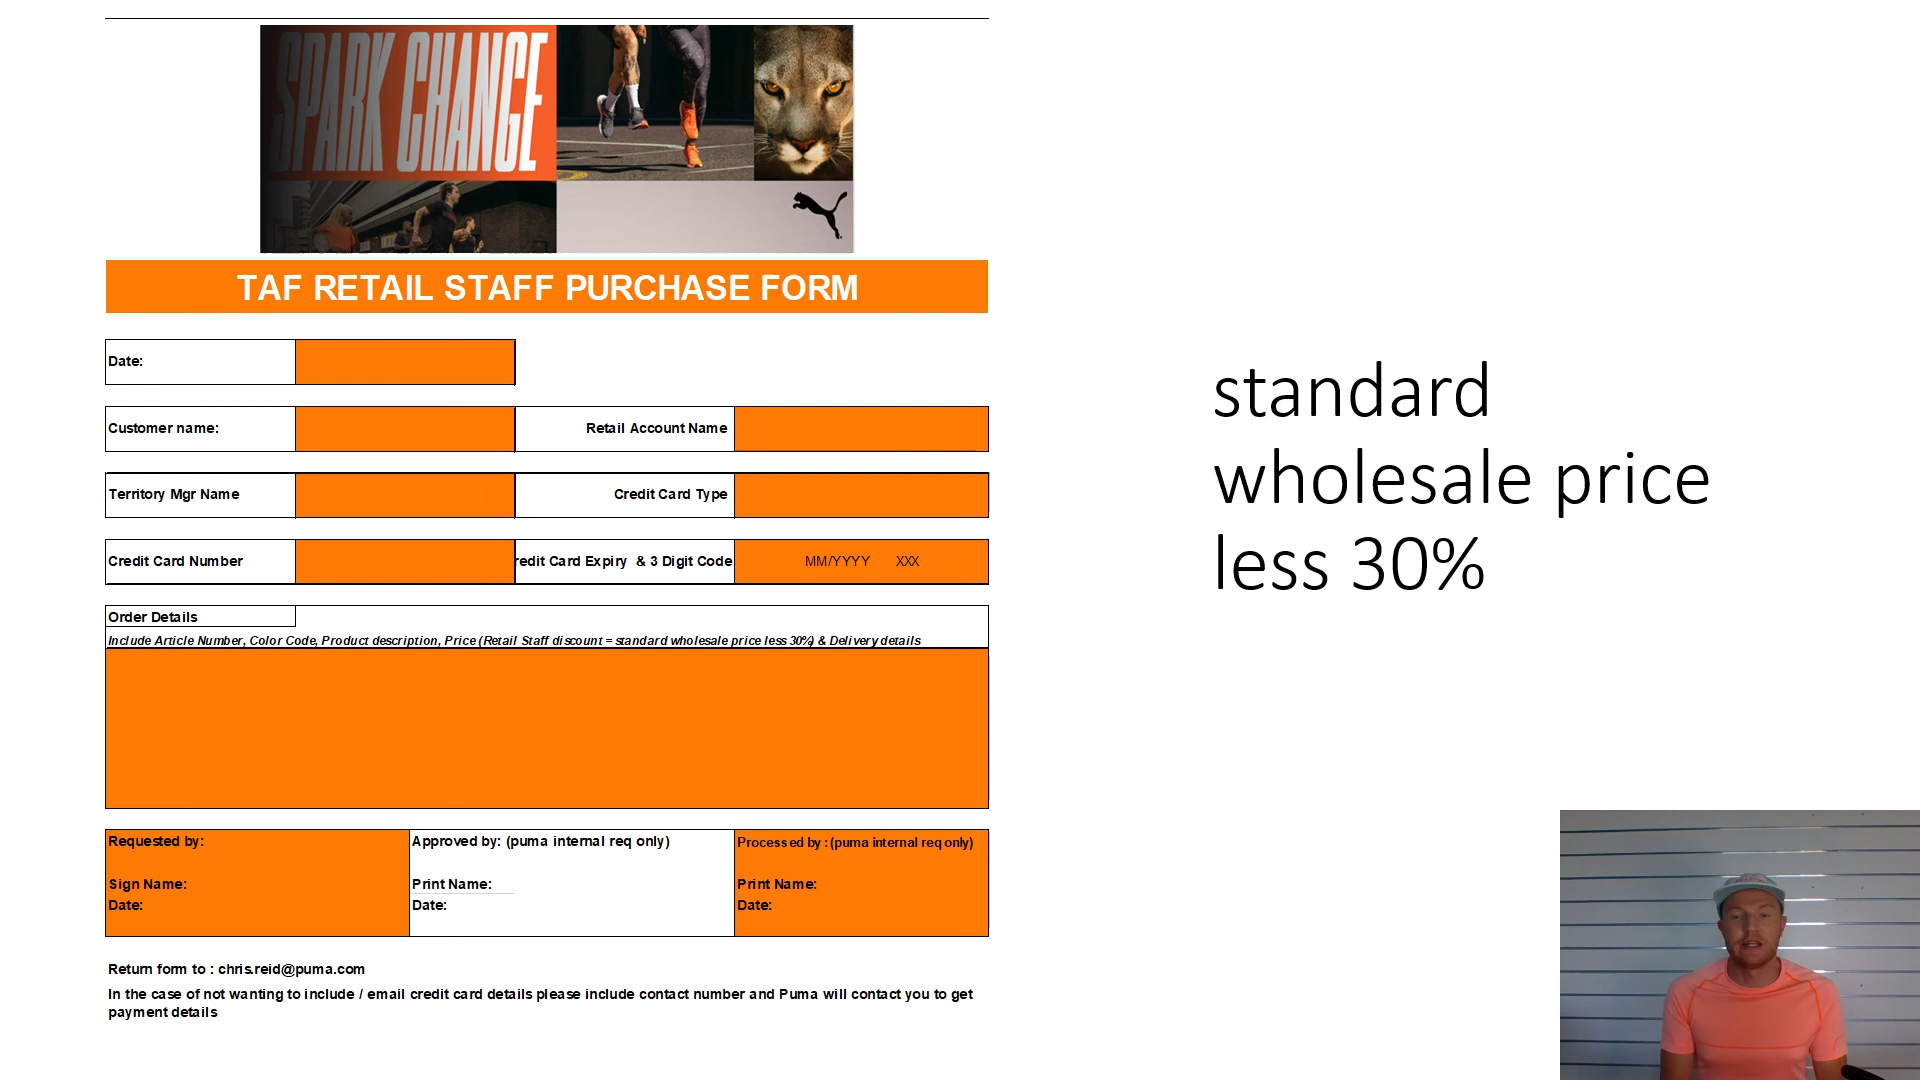 SPARK CHANGE
TAF RETAIL STAFF PURCHASE FORM
Date:
Customer name:
Retail Account Name
Territory Mgr Name
Credit Card Type
Credit Card Number
redit Card Expiry & 3 Digit Code
MM/YYYY XXX
Order Details
Include Article Number, Color Code, Product description, Price (Retail Staff discount = standard wholesale price less 30%) & Delivery details
Requested by:
Sign Name:
Date:
Approved by: (puma internal req only)
Print Name:
Date:
Processed by : (puma internal req only)
Print Name:
Date:
Return form to : chris.reid@puma.com
In the case of not wanting to include / email credit card details please include contact number and Puma will contact you to get
payment details
standard
wholesale price
less 30%